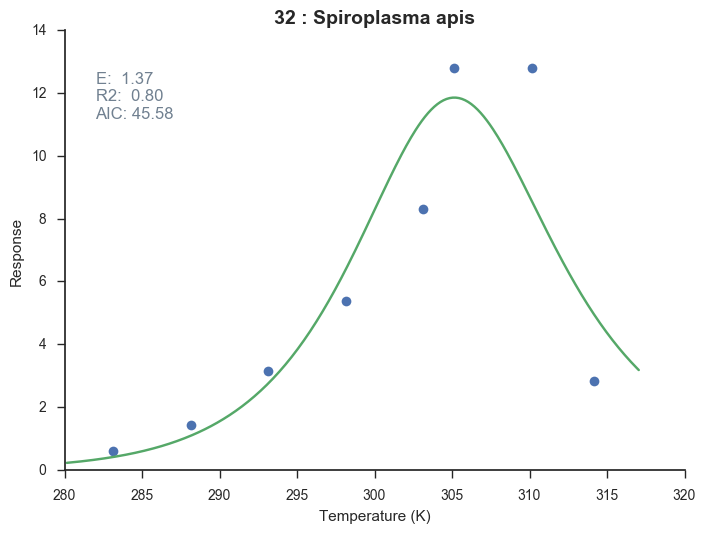 32 : Spiroplasma apis
E: 1.37
R2: 0.80
AIC: 45.58
Response
14
12
10
8
6
4
2
0
280 285 290 295 300 305 310 315 320
Temperature (K)